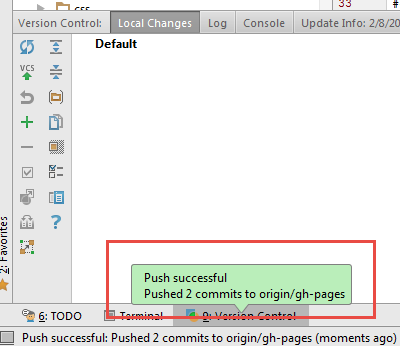 css
33
#
Version Control:
Local Changes
Log
Console
Update Info: 2/8/20
VCS
Default
2: Favorites
Push successful
Pushed 2 commits to origin/gh-pages
6: TODO
Terminal
9: Version Control
Push successful: Pushed 2 commits to origin/gh-pages (moments ago)